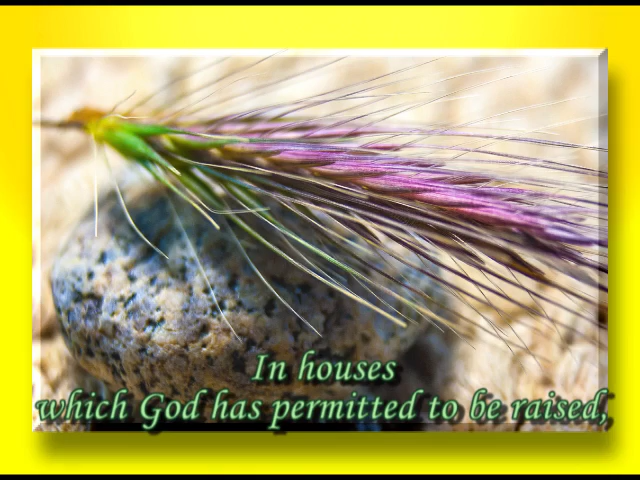 In houses
which God has permitted to be raised,